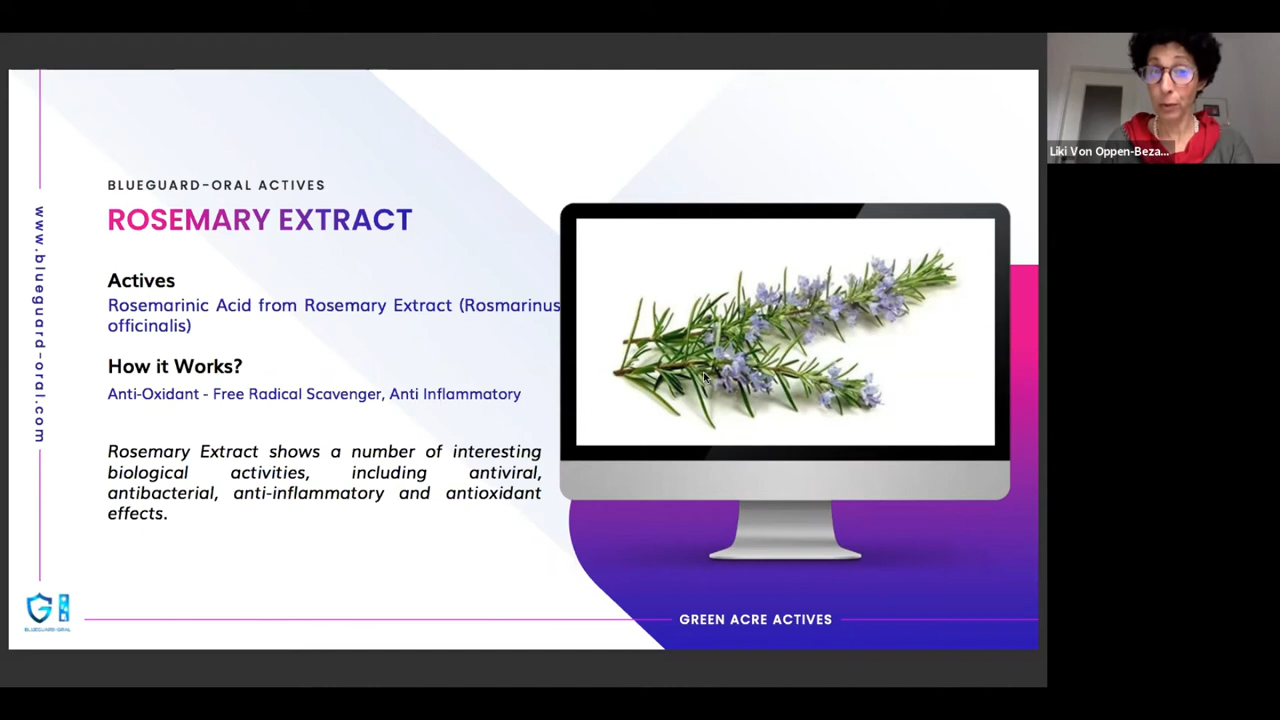 BLUEGUARD-ORAL ACTIVES
ROSEMARY EXTRACT
Actives
Rosemarinic Acid from Rosemary Extract (Rosmarinus
officinalis)
How it Works?
Anti-Oxidant - Free Radical Scavenger, Anti Inflammatory
Rosemary Extract shows a number of interesting
biological activities, including antiviral,
antibacterial, anti-inflammatory and antioxidant
effects.
www.blueguard-oral.com
BLUEGUARD-ORAL
GREEN ACRE ACTIVES
Liki Von Oppen-Beza...